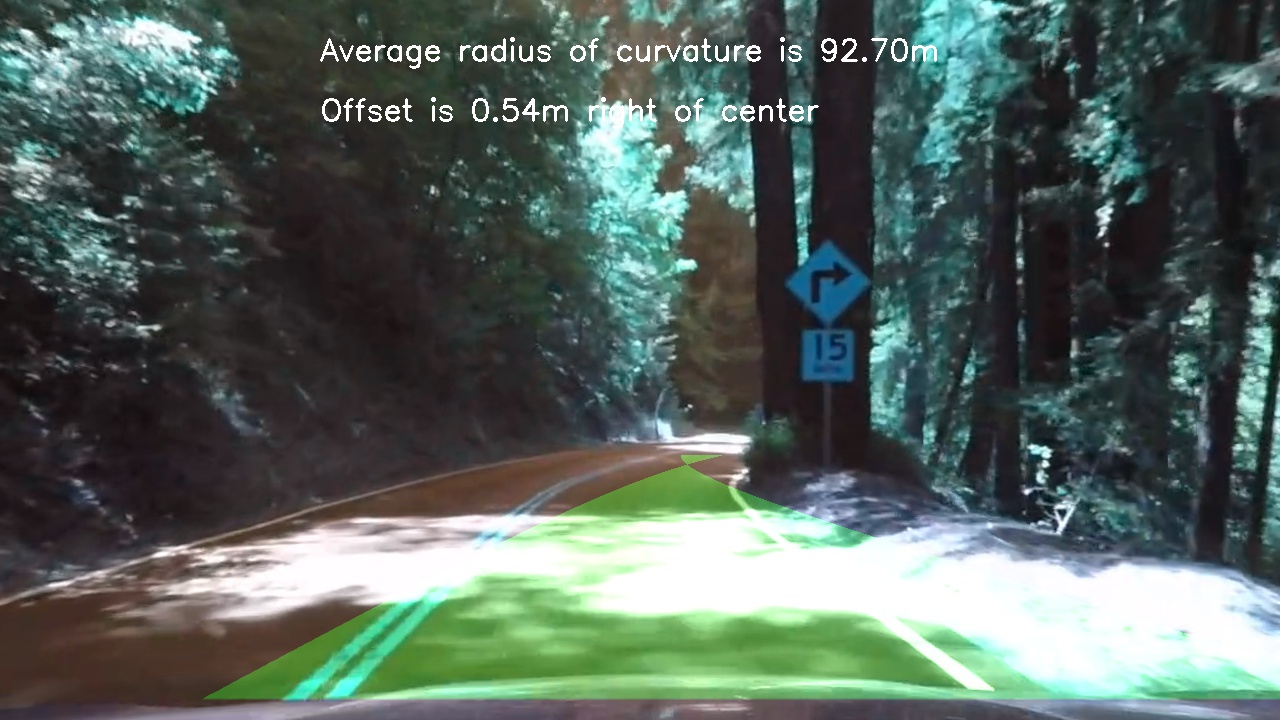 Average radius of curvature is 92.70m
Offset is 0.54m right of center
15